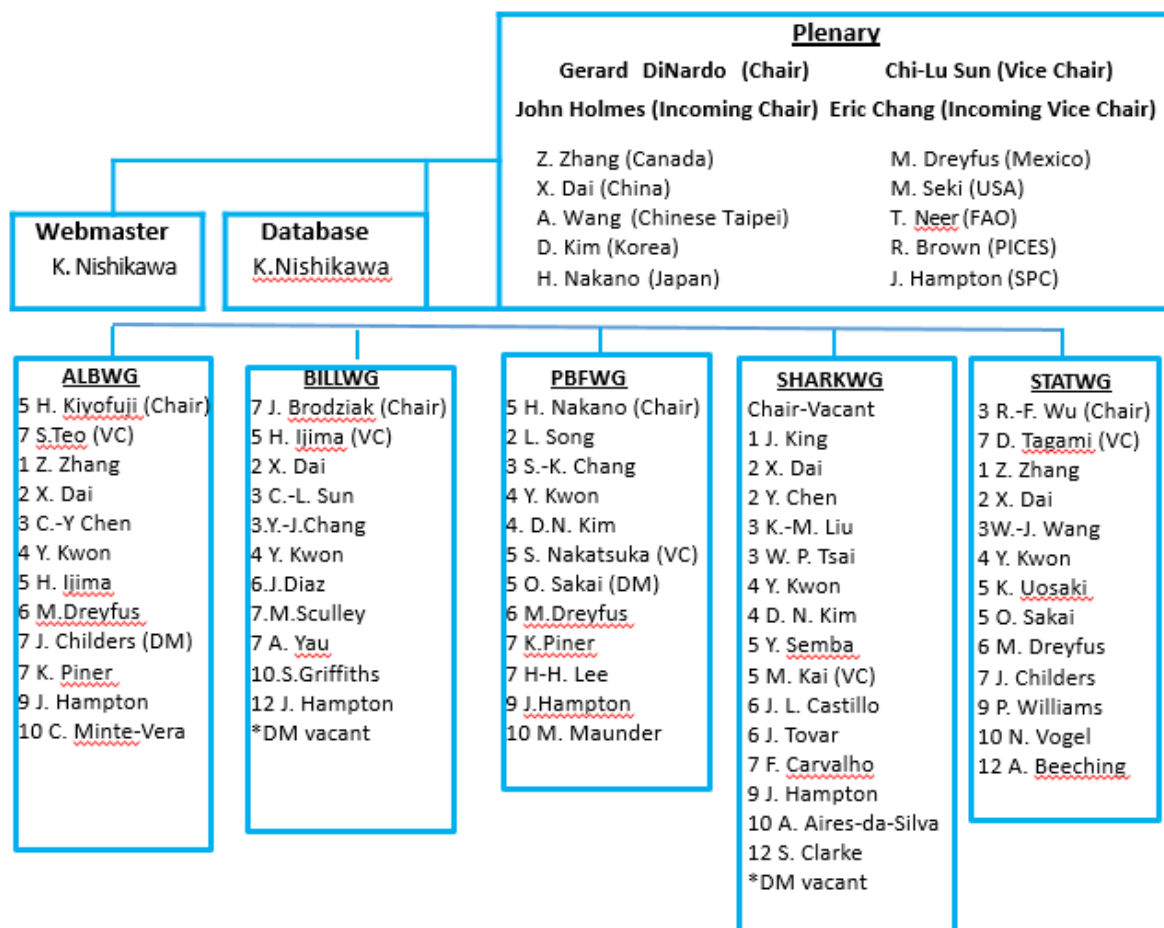 Plenary
Gerard DiNardo (Chair) Chi-Lu Sun (Vice Chair)
John Holmes (Incoming Chair) Eric Chang (Incoming Vice Chair)
Z. Zhang (Canada) M. Dreyfus (Mexico)
X. Dai (China) M. Seki (USA)
A. Wang (Chinese Taipei) T. Neer (FAO)
D. Kim (Korea) R. Brown (PICES)
H. Nakano (Japan) J. Hampton (SPC)
Webmaster
K. Nishikawa
Database
K.Nishikawa
ALBWG
5 H. Kiyofuji (Chair)
7 S.Teo (VC)
1 Z. Zhang
2 X. Dai
3 C.-Y Chen
4 Y. Kwon
5 H. Ijima
6 M.Dreyfus
7 J. Childers (DM)
7 K. Piner
9 J. Hampton
10 C. Minte-Vera
BILLWG
7 J. Brodziak (Chair)
5 H. Ijima (VC)
2 X. Dai
3 C.-L. Sun
3.Y.-J.Chang
4 Y. Kwon
6.J.Diaz
7.M.Sculley
7 A. Yau
10.S.Griffiths
12 J. Hampton
*DM vacant
PBFWG
5 H. Nakano (Chair)
2 L. Song
3 S.-K. Chang
4 Y. Kwon
4. D.N. Kim
5 S. Nakatsuka (VC)
5 O. Sakai (DM)
6 M.Dreyfus
7 K.Piner
7 H-H. Lee
9 J.Hampton
10 M. Maunder
SHARKWG
Chair-Vacant
1 J. King
2 X. Dai
2 Y. Chen
3 K.-M. Liu
3 W. P. Tsai
4 Y. Kwon
4 D. N. Kim
5 Y. Semba
5 M. Kai (VC)
6 J. L. Castillo
6 J. Tovar
7 F. Carvalho
9 J. Hampton
10 A. Aires-da-Silva
12 S. Clarke
*DM vacant
STATWG
3 R.-F. Wu (Chair)
7 D. Tagami (VC)
1 Z. Zhang
2 X. Dai
3W.-J. Wang
4 Y. Kwon
5 K. Uosaki
5 O. Sakai
6 M. Dreyfus
7 J. Childers
9 P. Williams
10 N. Vogel
12 A. Beeching